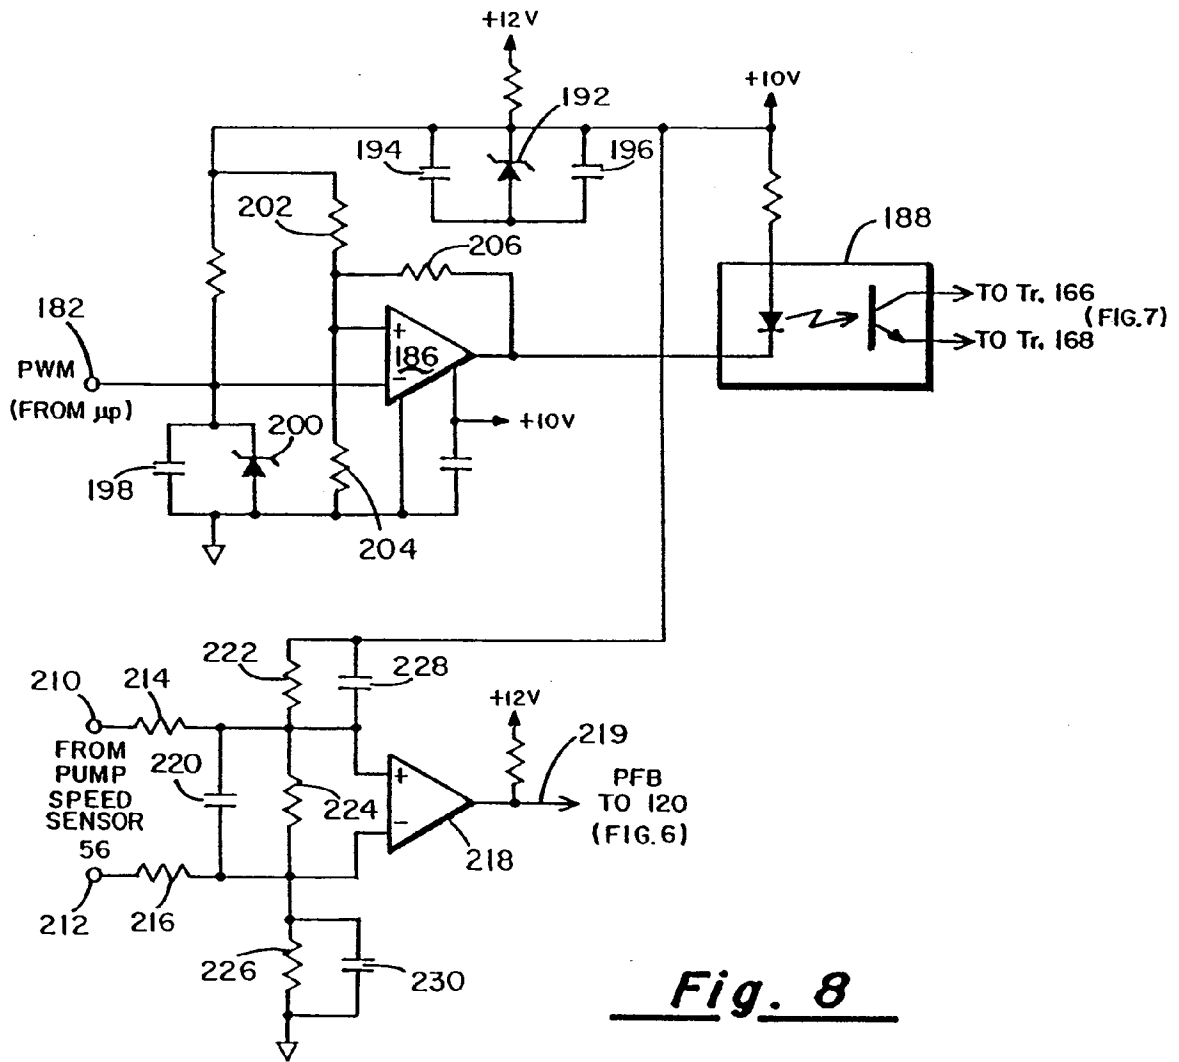 +12V
192
+10V
194
196
202
188
206
182
TO Tr. 166
(FIG.7)
TO Tr. 168
PWM
(FROM µp)
+
186
−
200
+10V
198
204
222
228
210
214
+12V
219
FROM
PUMP
SPEED
SENSOR
56
220
224
+
−
PFB
TO 120
(FIG.6)
218
212
216
226
230
Fig. 8